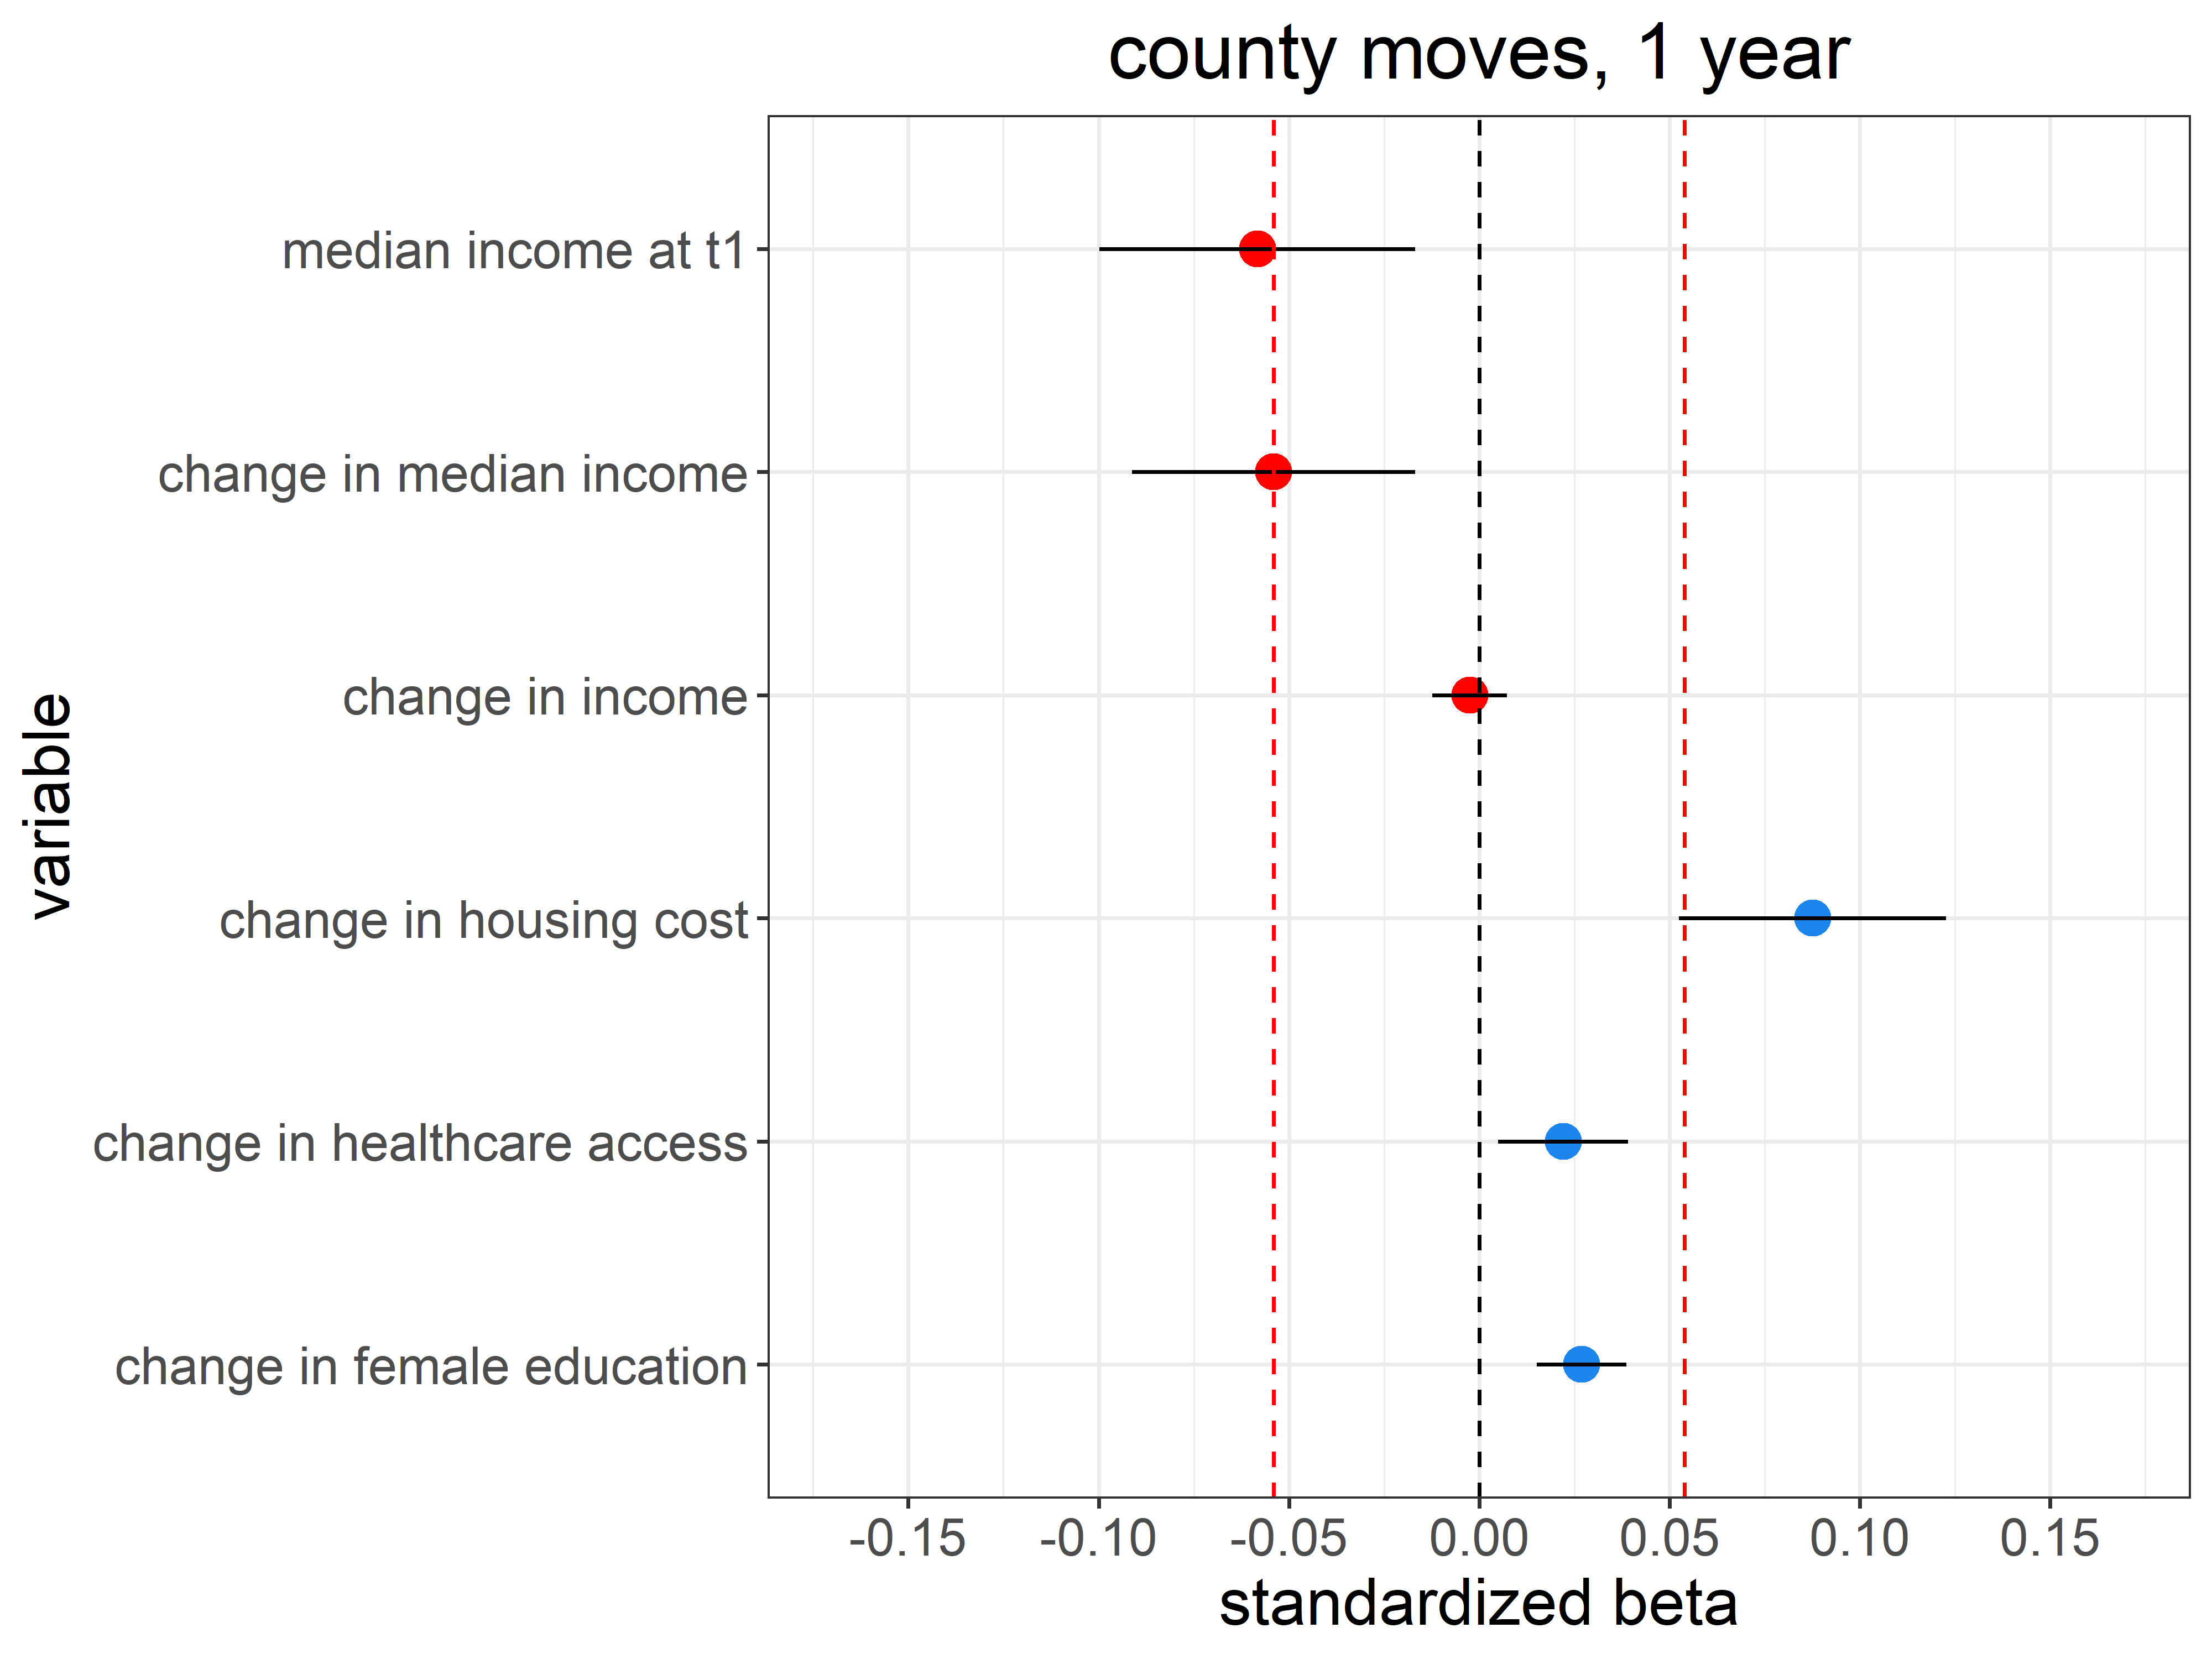 county moves, 1 year
variable
median income at t1
change in median income
change in income
change in housing cost
change in healthcare access
change in female education
-0.15 -0.10 -0.05 0.00 0.05 0.10 0.15
standardized beta